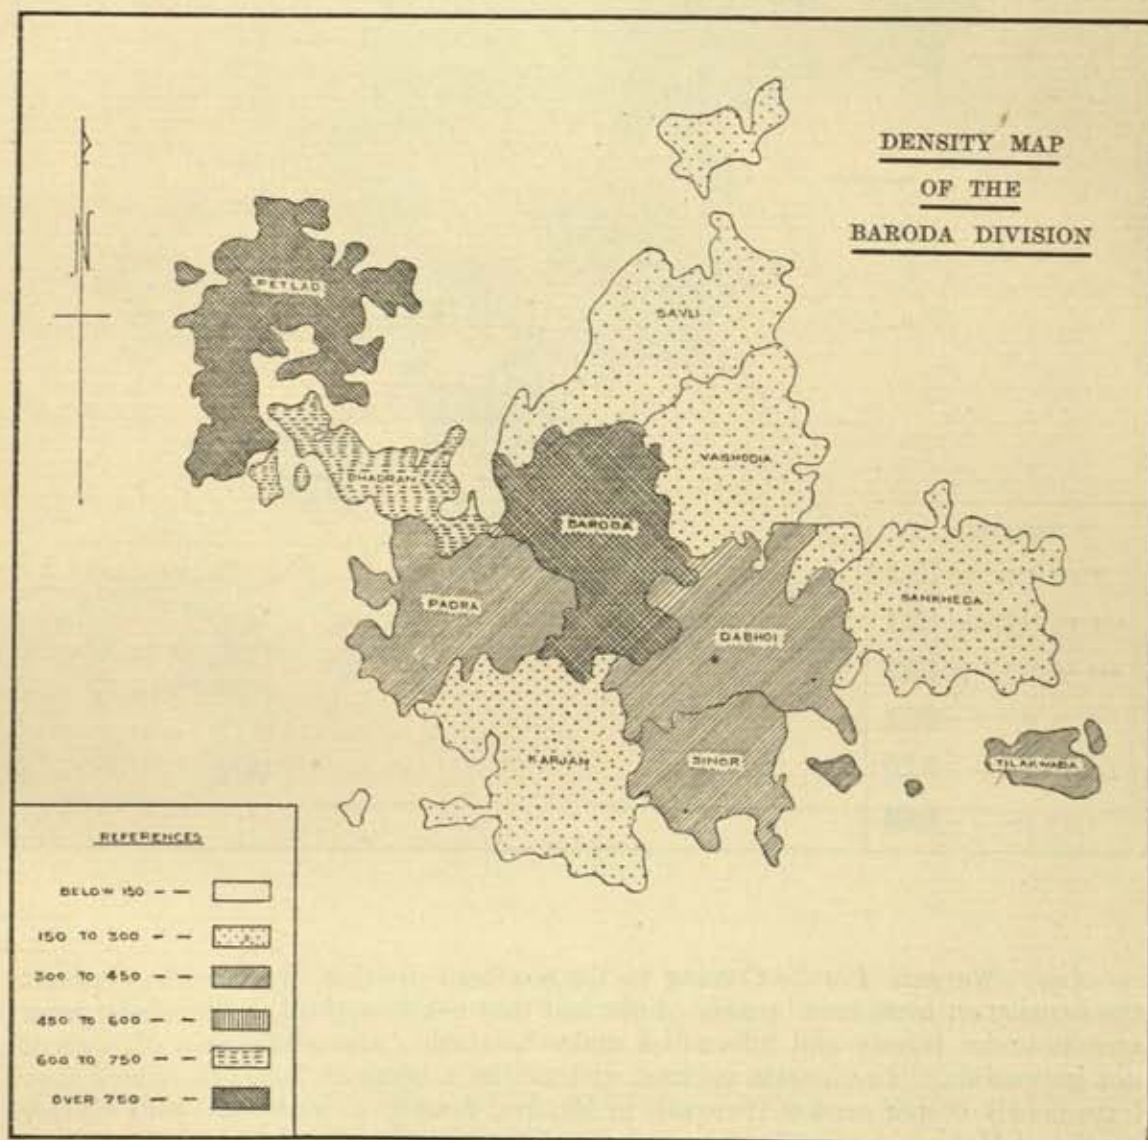 DENSITY MAP
OF THE
BARODA DIVISION
N
PETLAD
SAVLI
VAGHODIA
BHADRAN
BARODA
PADRA
DABHOI
SANKHEDA
KARJAN
SINOR
TILAKWADA
REFERENCES
BELOW 150
150 TO 300
300 TO 450
450 TO 600
600 TO 750
OVER 750